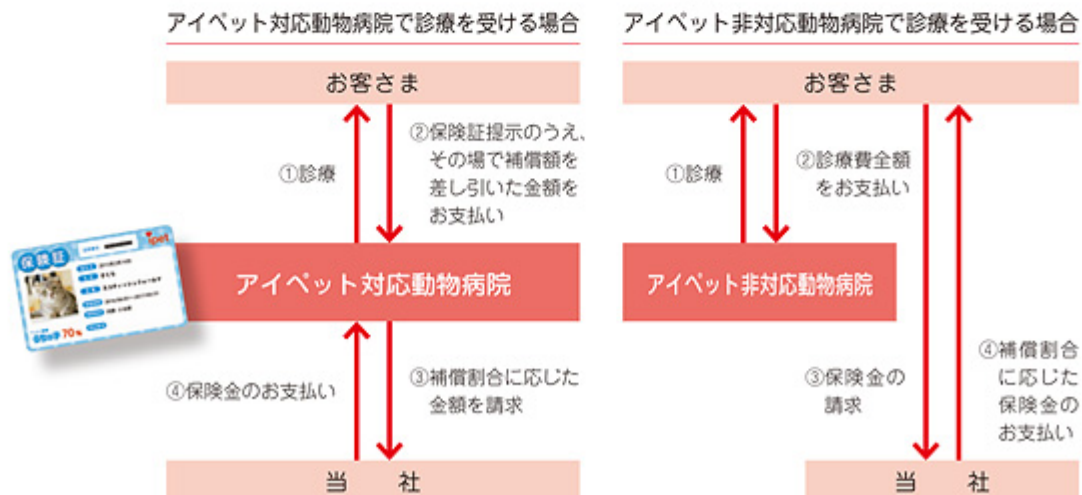 アイペット対応動物病院で診療を受ける場合
お客さま
①診療
②保険証提示のうえ、
その場で補償額を
差し引いた金額を
お支払い
保険証
ipet
70%
アイペット対応動物病院
④保険金のお支払い
③補償割合に応じた
金額を請求
当 社
アイペット非対応動物病院で診療を受ける場合
お客さま
①診療
②診療費全額
をお支払い
アイペット非対応動物病院
③保険金の
請求
④補償割合
に応じた
保険金の
お支払い
当 社